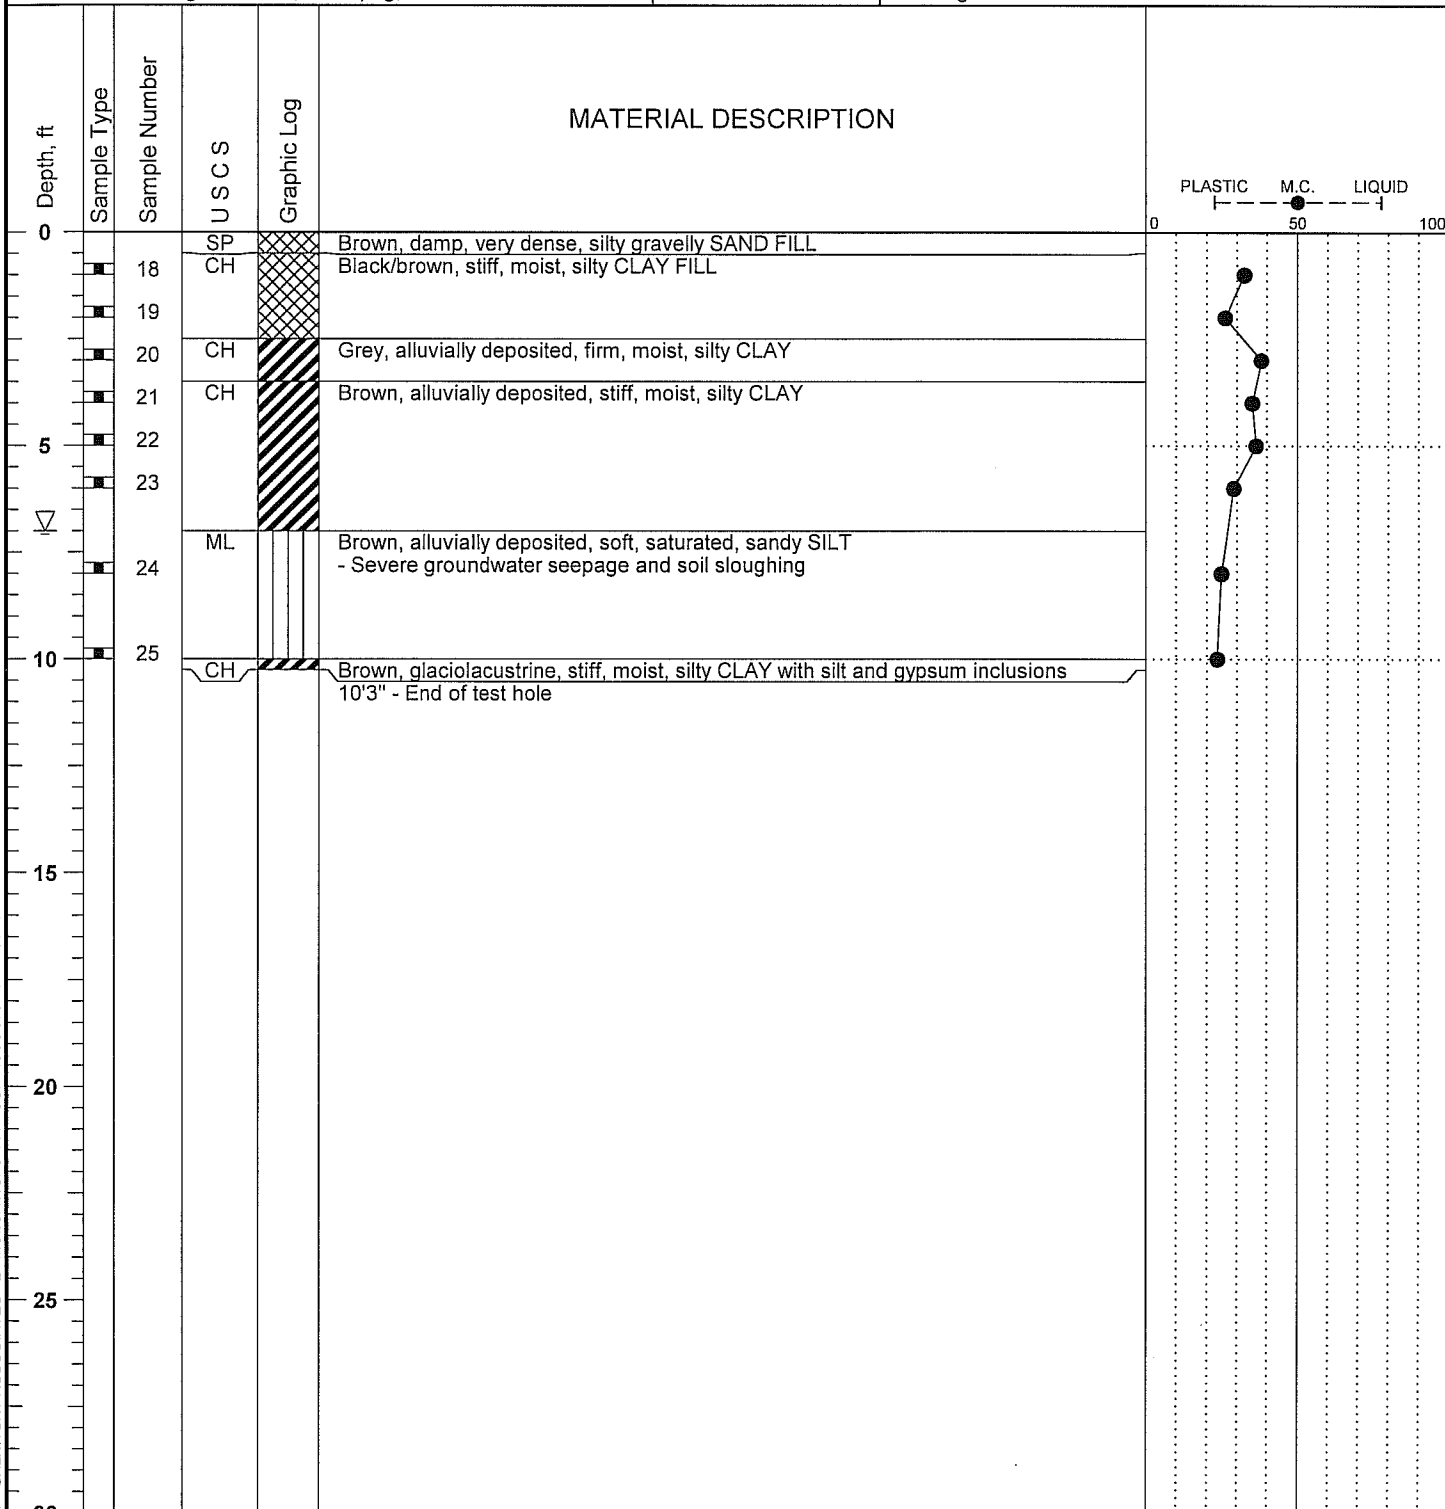 Depth, ft
Sample Type
Sample Number
U S C S
Graphic Log
MATERIAL DESCRIPTION
PLASTIC M.C. LIQUID
0 50 100
0
SP Brown, damp, very dense, silty gravelly SAND FILL
18 CH Black/brown, stiff, moist, silty CLAY FILL
19
20 CH Grey, alluvially deposited, firm, moist, silty CLAY
21 CH Brown, alluvially deposited, stiff, moist, silty CLAY
5 22
23
ML Brown, alluvially deposited, soft, saturated, sandy SILT
24 - Severe groundwater seepage and soil sloughing
10 25
CH Brown, glaciolacustrine, stiff, moist, silty CLAY with silt and gypsum inclusions
10'3" - End of test hole
15
20
25